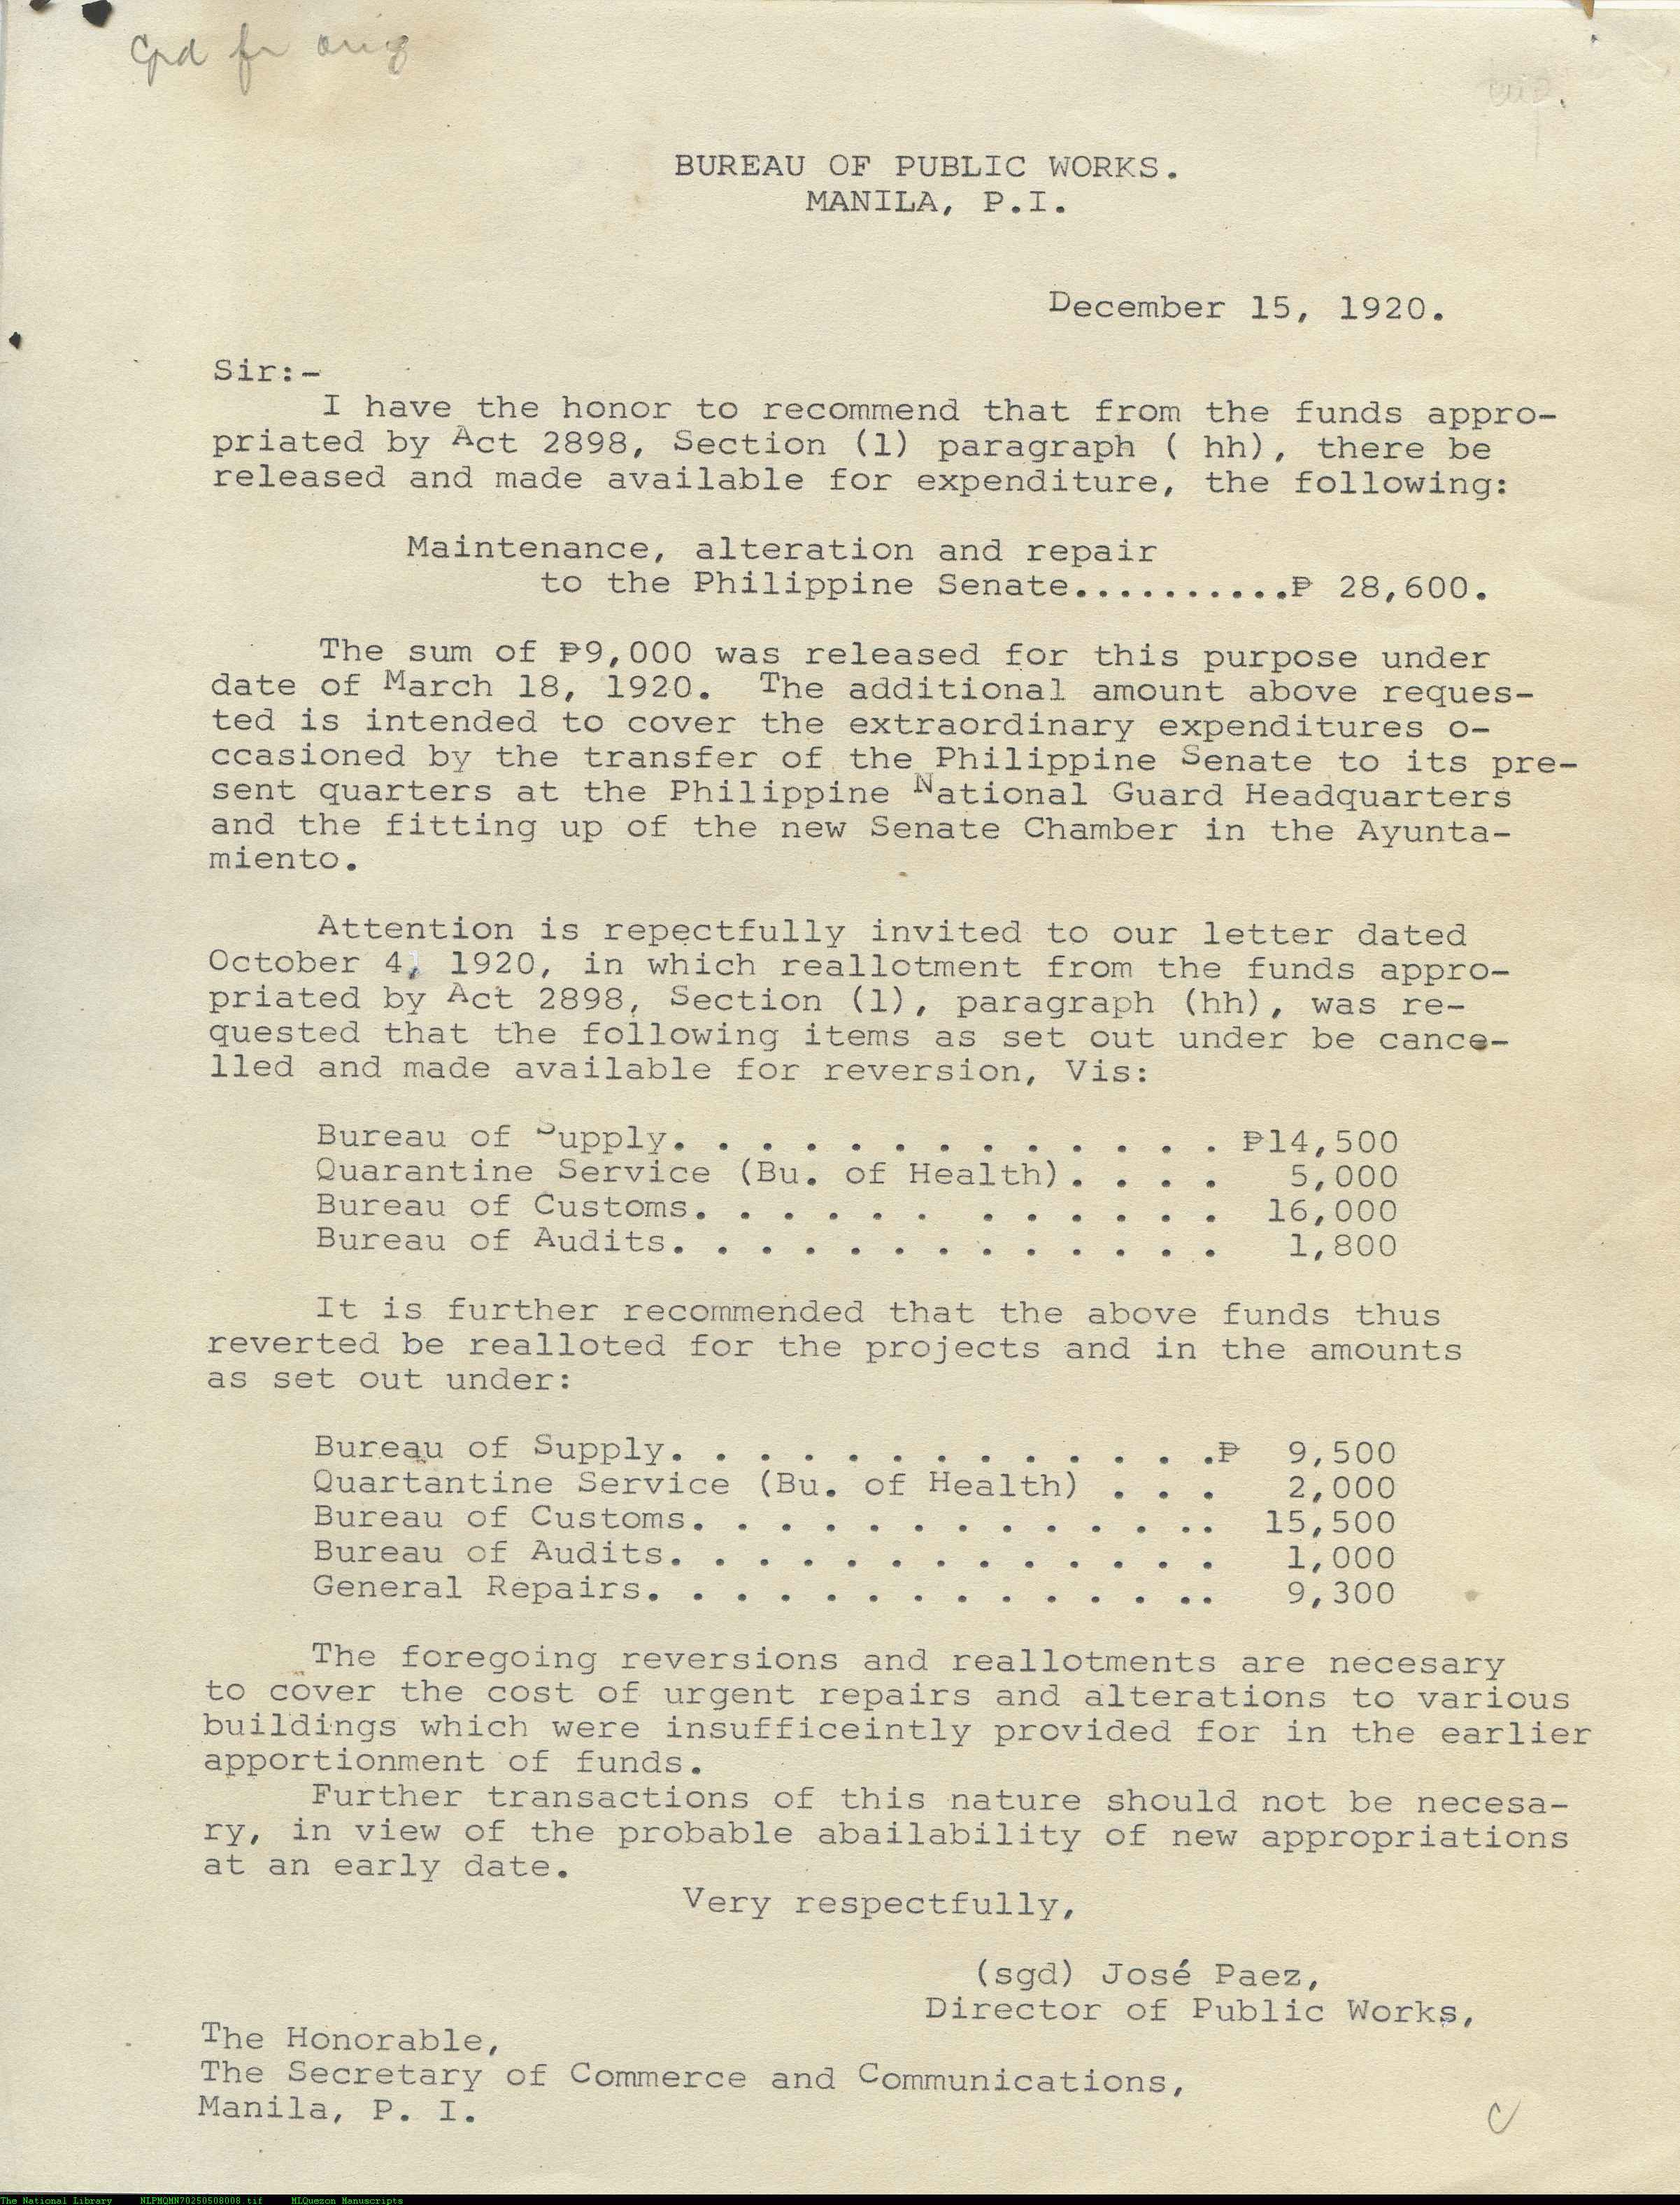 Cpd fr orig
BUREAU OF PUBLIC WORKS.
MANILA, P.I.
December 15, 1920.
Sir:-
I have the honor to recommend that from the funds appro-
priated by Act 2898, Section (1) paragraph ( hh), there be
released and made available for expenditure, the following:
Maintenance, alteration and repair
to the Philippine Senate..........₱ 28,600.
The sum of ₱9,000 was released for this purpose under
date of March 18, 1920. The additional amount above reques-
ted is intended to cover the extraordinary expenditures o-
ccasioned by the transfer of the Philippine Senate to its pre-
sent quarters at the Philippine National Guard Headquarters
and the fitting up of the new Senate Chamber in the Ayunta-
miento.
Attention is repectfully invited to our letter dated
October 4, 1920, in which reallotment from the funds appro-
priated by Act 2898, Section (1), paragraph (hh), was re-
quested that the following items as set out under be cance-
lled and made available for reversion, Vis:
Bureau of Supply. . . . . . . . . . . . . ₱14,500
Quarantine Service (Bu. of Health). . . . 5,000
Bureau of Customs. . . . . . . . . . . . 16,000
Bureau of Audits. . . . . . . . . . . . . 1,800
It is further recommended that the above funds thus
reverted be realloted for the projects and in the amounts
as set out under:
Bureau of Supply. . . . . . . . . . . . .₱ 9,500
Quartantine Service (Bu. of Health) . . . 2,000
Bureau of Customs. . . . . . . . . . . .. 15,500
Bureau of Audits. . . . . . . . . . . . . 1,000
General Repairs. . . . . . . . . . . . .. 9,300
The foregoing reversions and reallotments are necesary
to cover the cost of urgent repairs and alterations to various
buildings which were insufficeintly provided for in the earlier
apportionment of funds.
Further transactions of this nature should not be necesa-
ry, in view of the probable abailability of new appropriations
at an early date.
Very respectfully,
(sgd) José Paez,
Director of Public Works,
The Honorable,
The Secretary of Commerce and Communications,
Manila, P. I.
C
The National Library NLPMQMN70250508008.tif MLQuezon Manuscripts